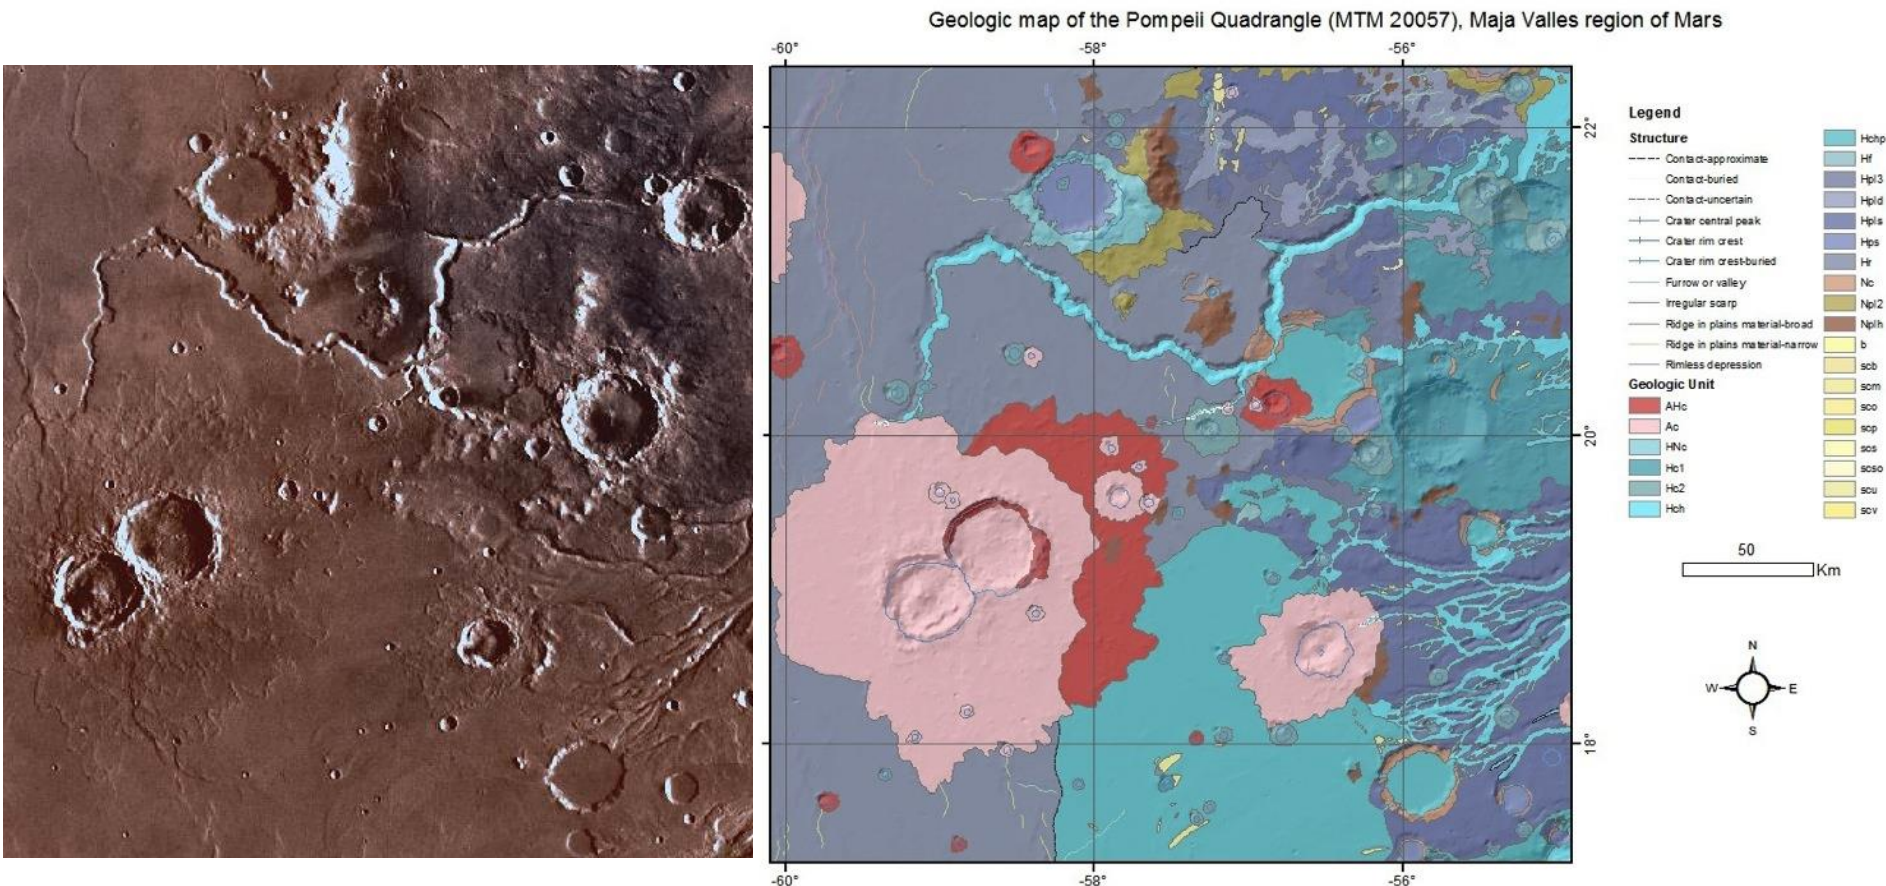 Geologic map of the Pompeii Quadrangle (MTM 20057), Maja Valles region of Mars
-60° -58° -56°
22°
20°
18°
-60° -58° -56°
Legend
Structure
Contact-approximate
Contact-buried
Contact-uncertain
Crater central peak
Crater rim crest
Crater rim crest-buried
Furrow or valley
Irregular scarp
Ridge in plains material-broad
Ridge in plains material-narrow
Rimless depression
Geologic Unit
AHc
Ac
HNc
Hc1
Hc2
Hch
Hchp
Hf
Hpl3
Hpld
Hpls
Hps
Hr
Nc
Npl2
Nplh
b
scb
scm
sco
scp
scs
scso
scu
scv
50
Km
N
W E
S